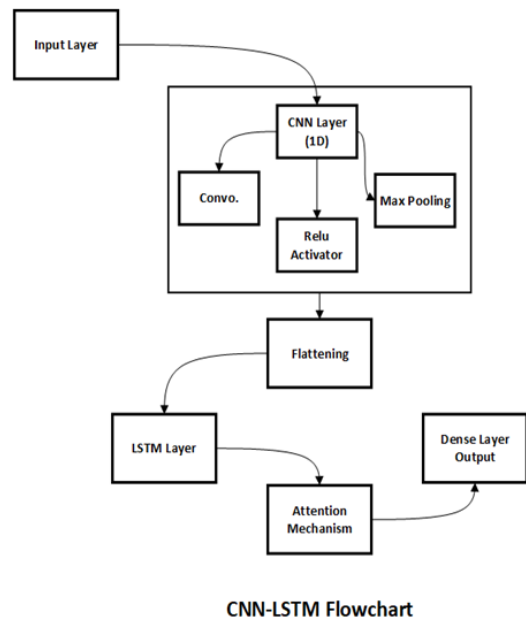 Input Layer
CNN Layer
(1D)
Convo.
Max Pooling
Relu
Activator
Flattening
LSTM Layer
Dense Layer
Output
Attention
Mechanism
CNN-LSTM Flowchart